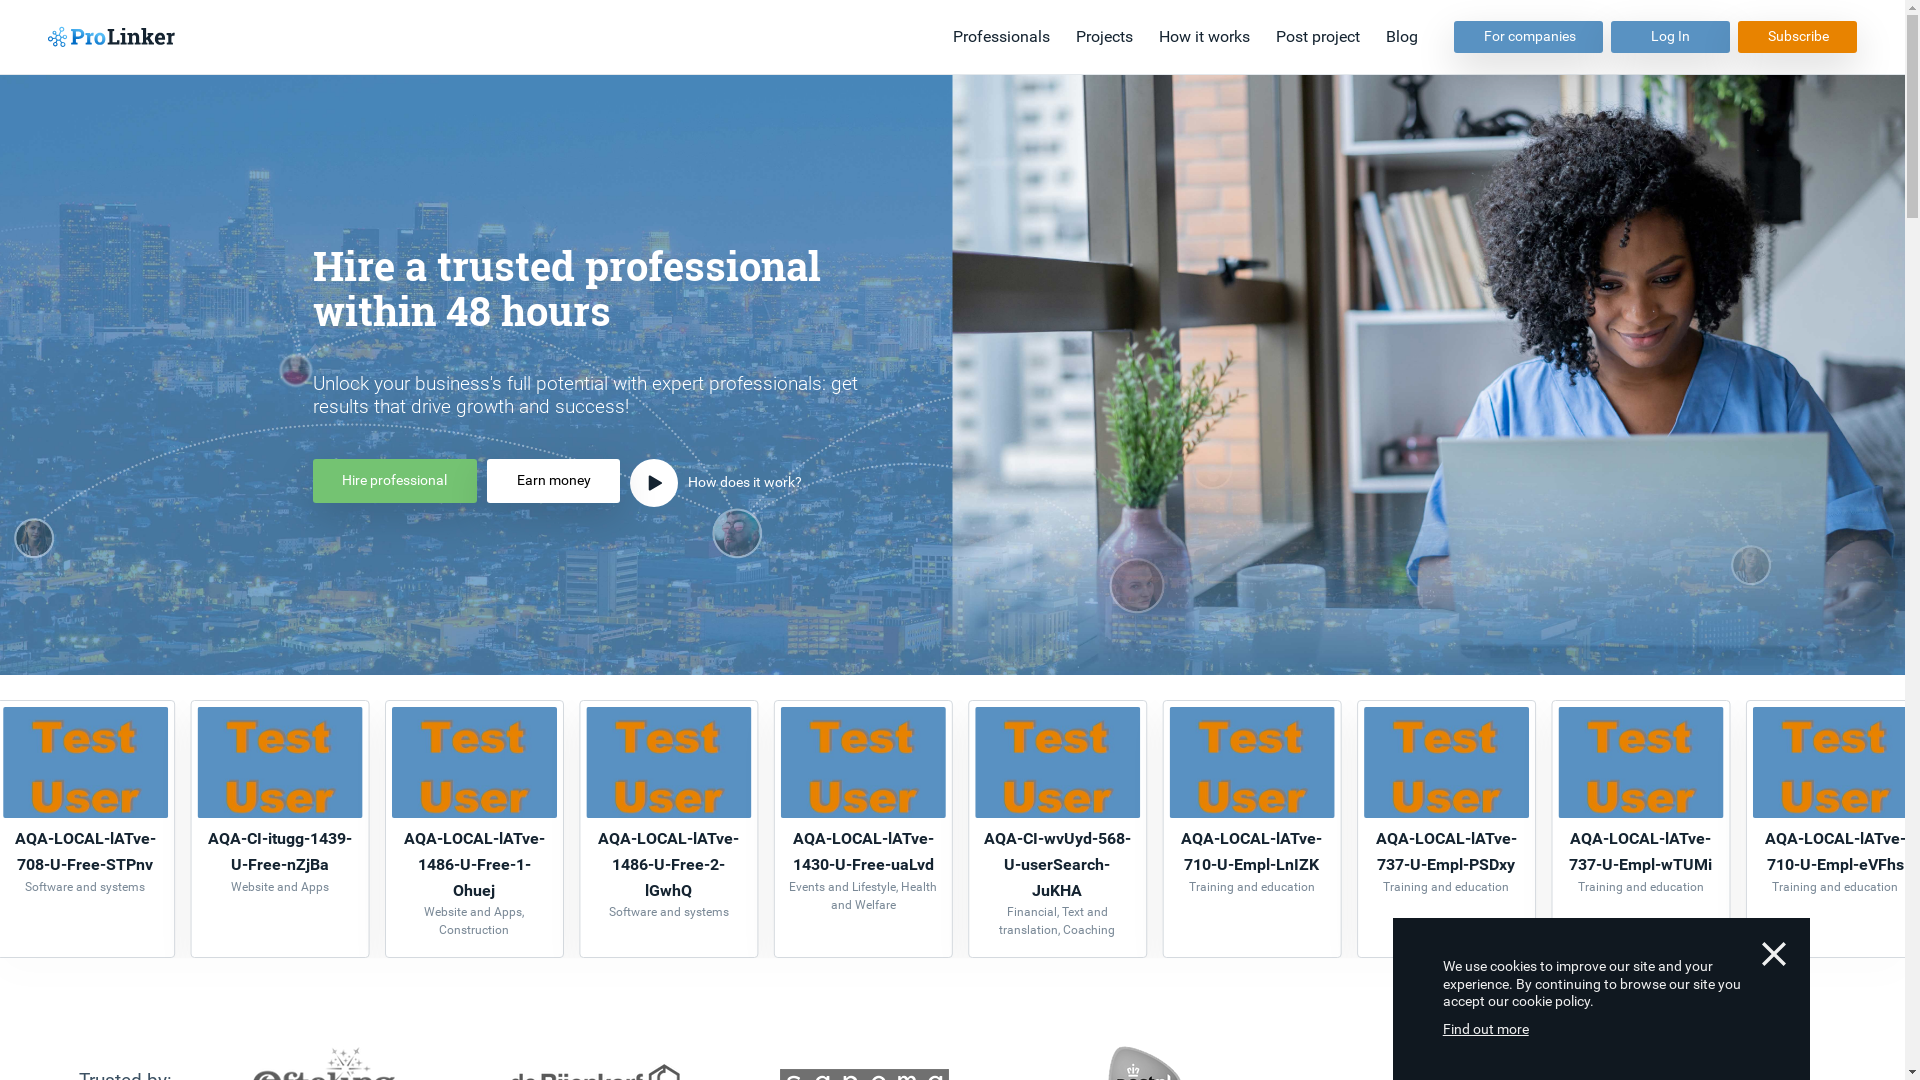 ProLinker
Professionals
Projects
How it works
Post project
Blog
For companies
Log In
Subscribe
Hire a trusted professional
within 48 hours
Unlock your business's full potential with expert professionals: get
results that drive growth and success!
Hire professional
Earn money
How does it work?
Test
User
AQA-LOCAL-lATve-
708-U-Free-STPnv
Software and systems
Test
User
AQA-CI-itugg-1439-
U-Free-nZjBa
Website and Apps
Test
User
AQA-LOCAL-lATve-
1486-U-Free-1-
Ohuej
Website and Apps,
Construction
Test
User
AQA-LOCAL-lATve-
1486-U-Free-2-
lGwhQ
Software and systems
Test
User
AQA-LOCAL-lATve-
1430-U-Free-uaLvd
Events and Lifestyle, Health
and Welfare
Test
User
AQA-CI-wvUyd-568-
U-userSearch-
JuKHA
Financial, Text and
translation, Coaching
Test
User
AQA-LOCAL-lATve-
710-U-Empl-LnIZK
Training and education
Test
User
AQA-LOCAL-lATve-
737-U-Empl-PSDxy
Training and education
Test
User
AQA-LOCAL-lATve-
737-U-Empl-wTUMi
Training and education
Test
User
AQA-LOCAL-lATve-
710-U-Empl-eVFhs
Training and education
We use cookies to improve our site and your
experience. By continuing to browse our site you
accept our cookie policy.
Find out more
Trusted by:
Efteling
de Bijenkorf
sanoma